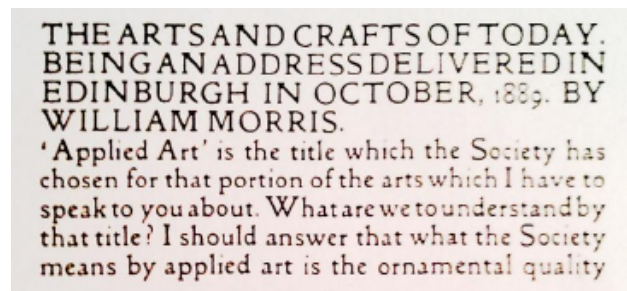 THE ARTS AND CRAFTS OF TODAY.
BEING AN ADDRESS DELIVERED IN
EDINBURGH IN OCTOBER, 1889. BY
WILLIAM MORRIS.
‘Applied Art’ is the title which the Society has
chosen for that portion of the arts which I have to
speak to you about. What are we to understand by
that title? I should answer that what the Society
means by applied art is the ornamental quality